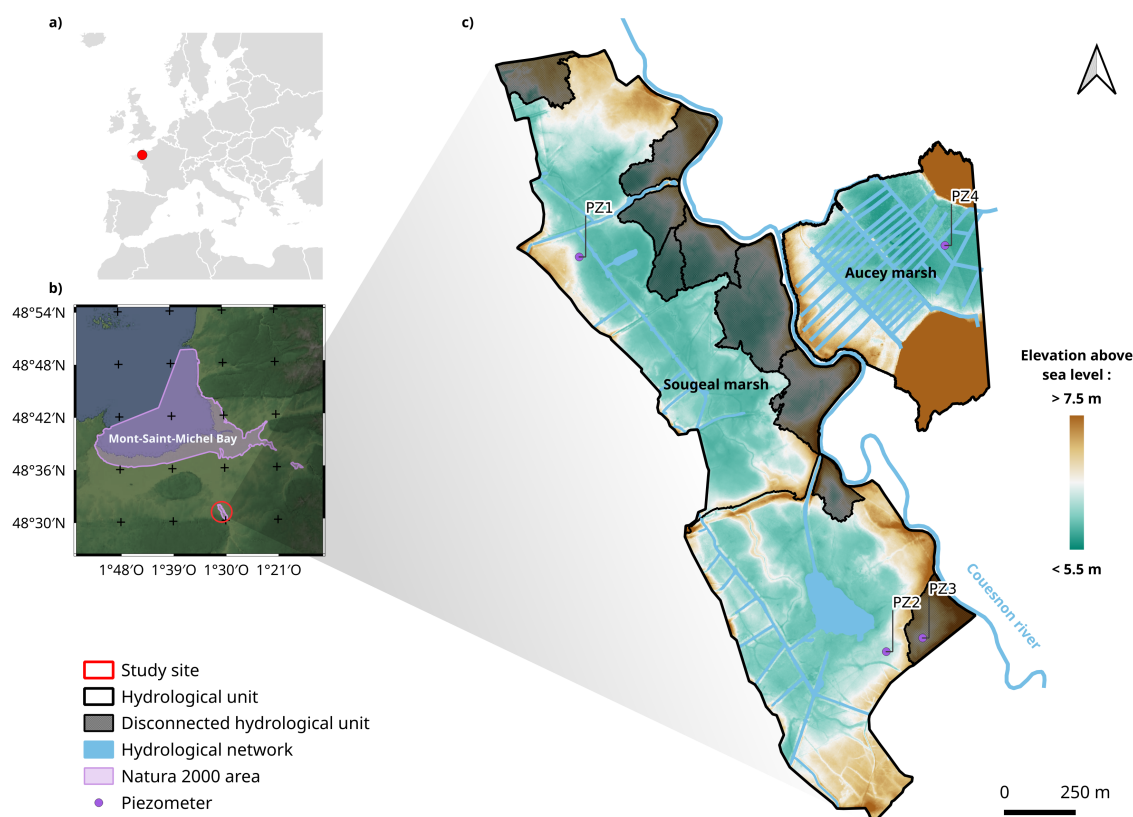 a)
b)
48°54′N
48°48′N
48°42′N
48°36′N
48°30′N
Mont-Saint-Michel Bay
1°48′O 1°39′O 1°30′O 1°21′O
Study site
Hydrological unit
Disconnected hydrological unit
Hydrological network
Natura 2000 area
Piezometer
c)
PZ1
PZ4
Aucey marsh
Sougeal marsh
PZ2
PZ3
Couesnon river
Elevation above
sea level :
> 7.5 m
< 5.5 m
0 250 m